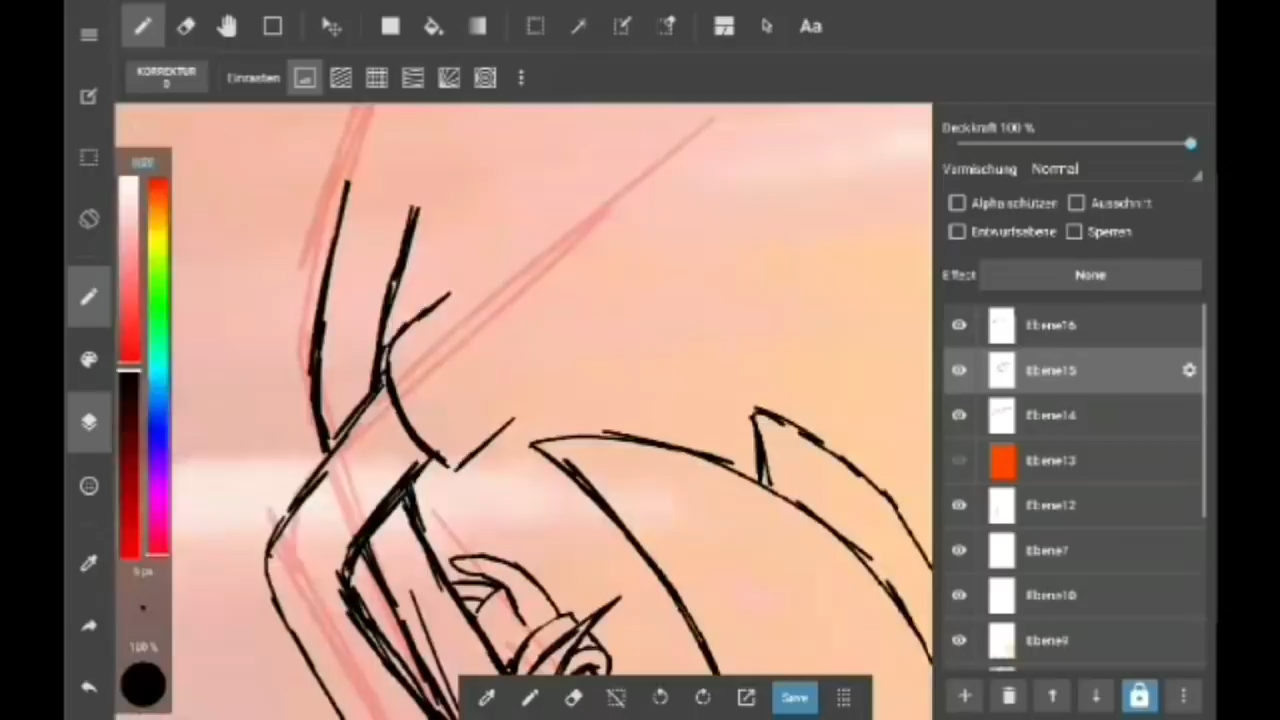 Aa
KORREKTUR
0
Einrasten
Deckkraft 100 %
Vermischung Normal
Alpha schützen Ausschnitt
Entwurfsebene Sperren
Effect None
Ebene16
Ebene15
Ebene14
Ebene13
Ebene12
Ebene7
Ebene10
Ebene9
100 %
Save